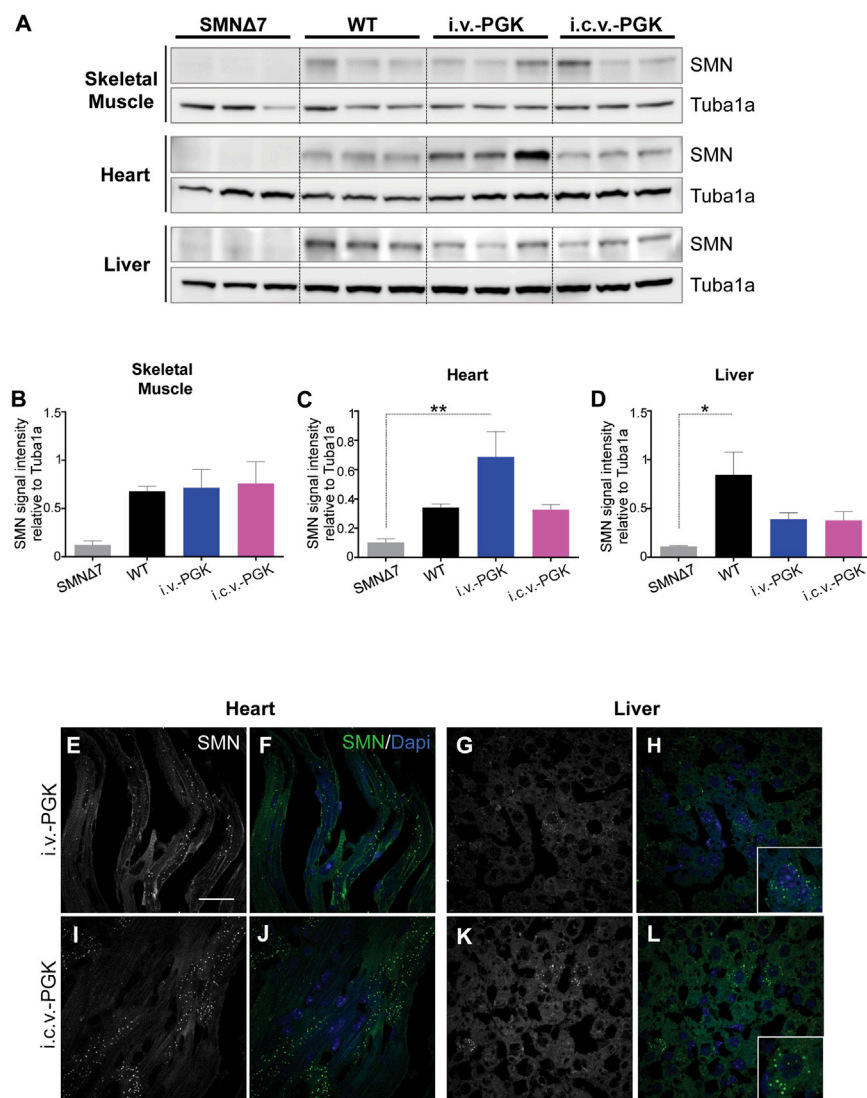 A
SMNΔ7 WT i.v.-PGK i.c.v.-PGK
Skeletal
Muscle
SMN
Tuba1a
Heart
SMN
Tuba1a
Liver
SMN
Tuba1a
B
Skeletal
Muscle
SMN signal intensity
relative to Tuba1a
1.5
1
0.5
0
SMNΔ7
WT
i.v.-PGK
i.c.v.-PGK
C
Heart
SMN signal intensity
relative to Tuba1a
1
0.8
0.6
0.4
0.2
0
**
SMNΔ7
WT
i.v.-PGK
i.c.v.-PGK
D
Liver
SMN signal intensity
relative to Tuba1a
1.5
1
0.5
0
*
SMNΔ7
WT
i.v.-PGK
i.c.v.-PGK
Heart Liver
i.v.-PGK
E SMN
F SMN/Dapi
G
H
i.c.v.-PGK
I
J
K
L